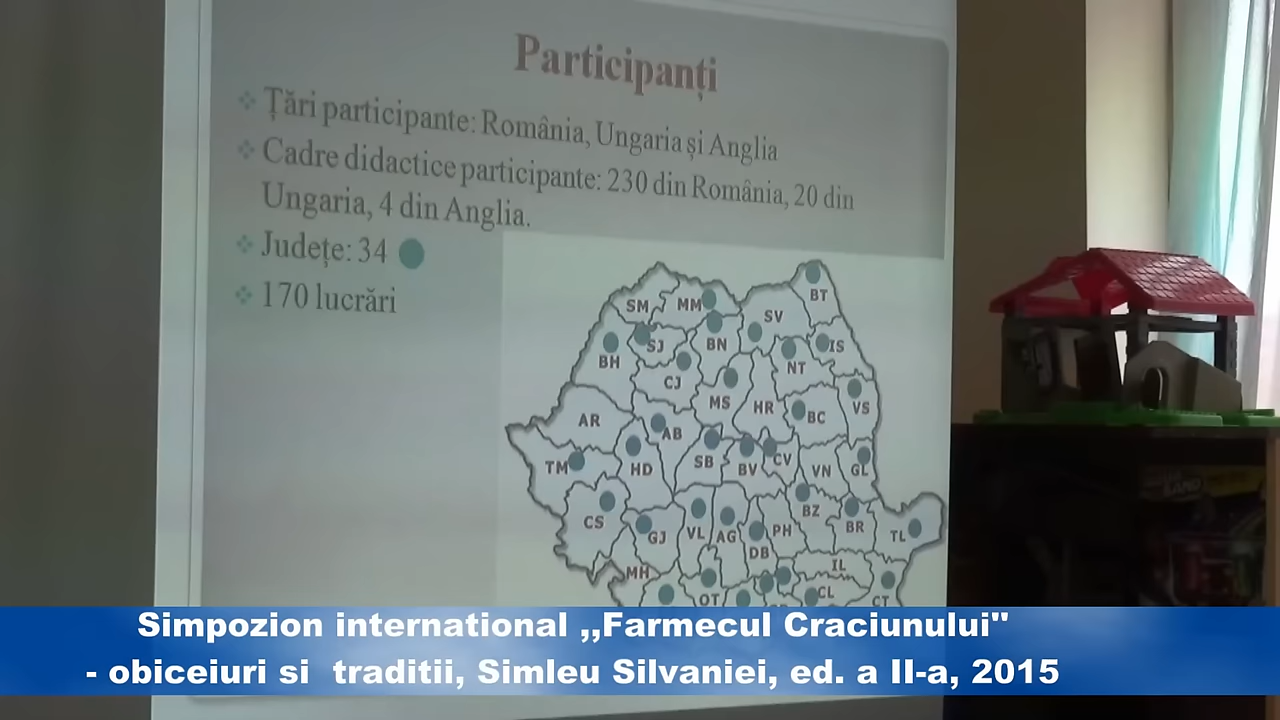 Participanți
Țări participante: România, Ungaria și Anglia
Cadre didactice participante: 230 din România, 20 din
Ungaria, 4 din Anglia.
Județe: 34
170 lucrări
BT
SM
MM
SV
SJ
BN
IS
BH
NT
CJ
MS
HR
VS
AR
BC
AB
TM
HD
SB
BV
CV
VN
GL
CS
BZ
BR
GJ
VL
AG
PH
TL
DB
MH
IL
OT
CL
CT
Simpozion international ,,Farmecul Craciunului"
- obiceiuri si traditii, Simleu Silvaniei, ed. a II-a, 2015